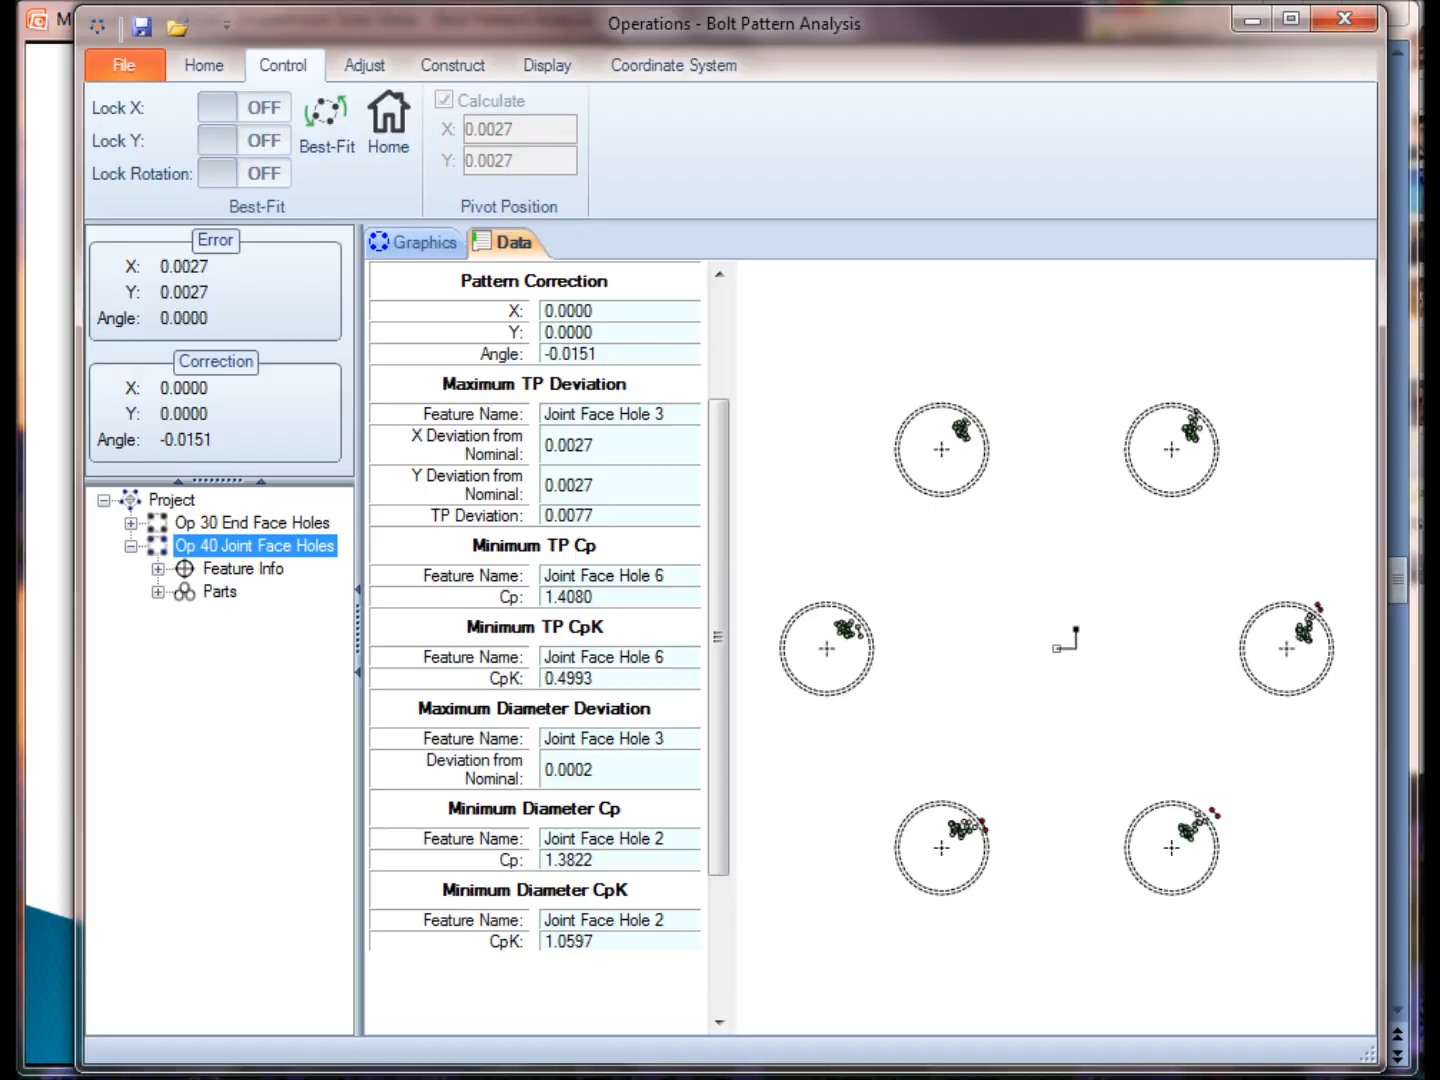 M
Operations - Bolt Pattern Analysis
File Home Control Adjust Construct Display Coordinate System
Lock X: OFF
Lock Y: OFF
Lock Rotation: OFF
Best-Fit Home
Best-Fit
Calculate
X: 0.0027
Y: 0.0027
Pivot Position
Error
X: 0.0027
Y: 0.0027
Angle: 0.0000
Correction
X: 0.0000
Y: 0.0000
Angle: -0.0151
Project
Op 30 End Face Holes
Op 40 Joint Face Holes
Feature Info
Parts
Graphics Data
Pattern Correction
X: 0.0000
Y: 0.0000
Angle: -0.0151
Maximum TP Deviation
Feature Name: Joint Face Hole 3
X Deviation from
Nominal: 0.0027
Y Deviation from
Nominal: 0.0027
TP Deviation: 0.0077
Minimum TP Cp
Feature Name: Joint Face Hole 6
Cp: 1.4080
Minimum TP CpK
Feature Name: Joint Face Hole 6
CpK: 0.4993
Maximum Diameter Deviation
Feature Name: Joint Face Hole 3
Deviation from
Nominal: 0.0002
Minimum Diameter Cp
Feature Name: Joint Face Hole 2
Cp: 1.3822
Minimum Diameter CpK
Feature Name: Joint Face Hole 2
CpK: 1.0597